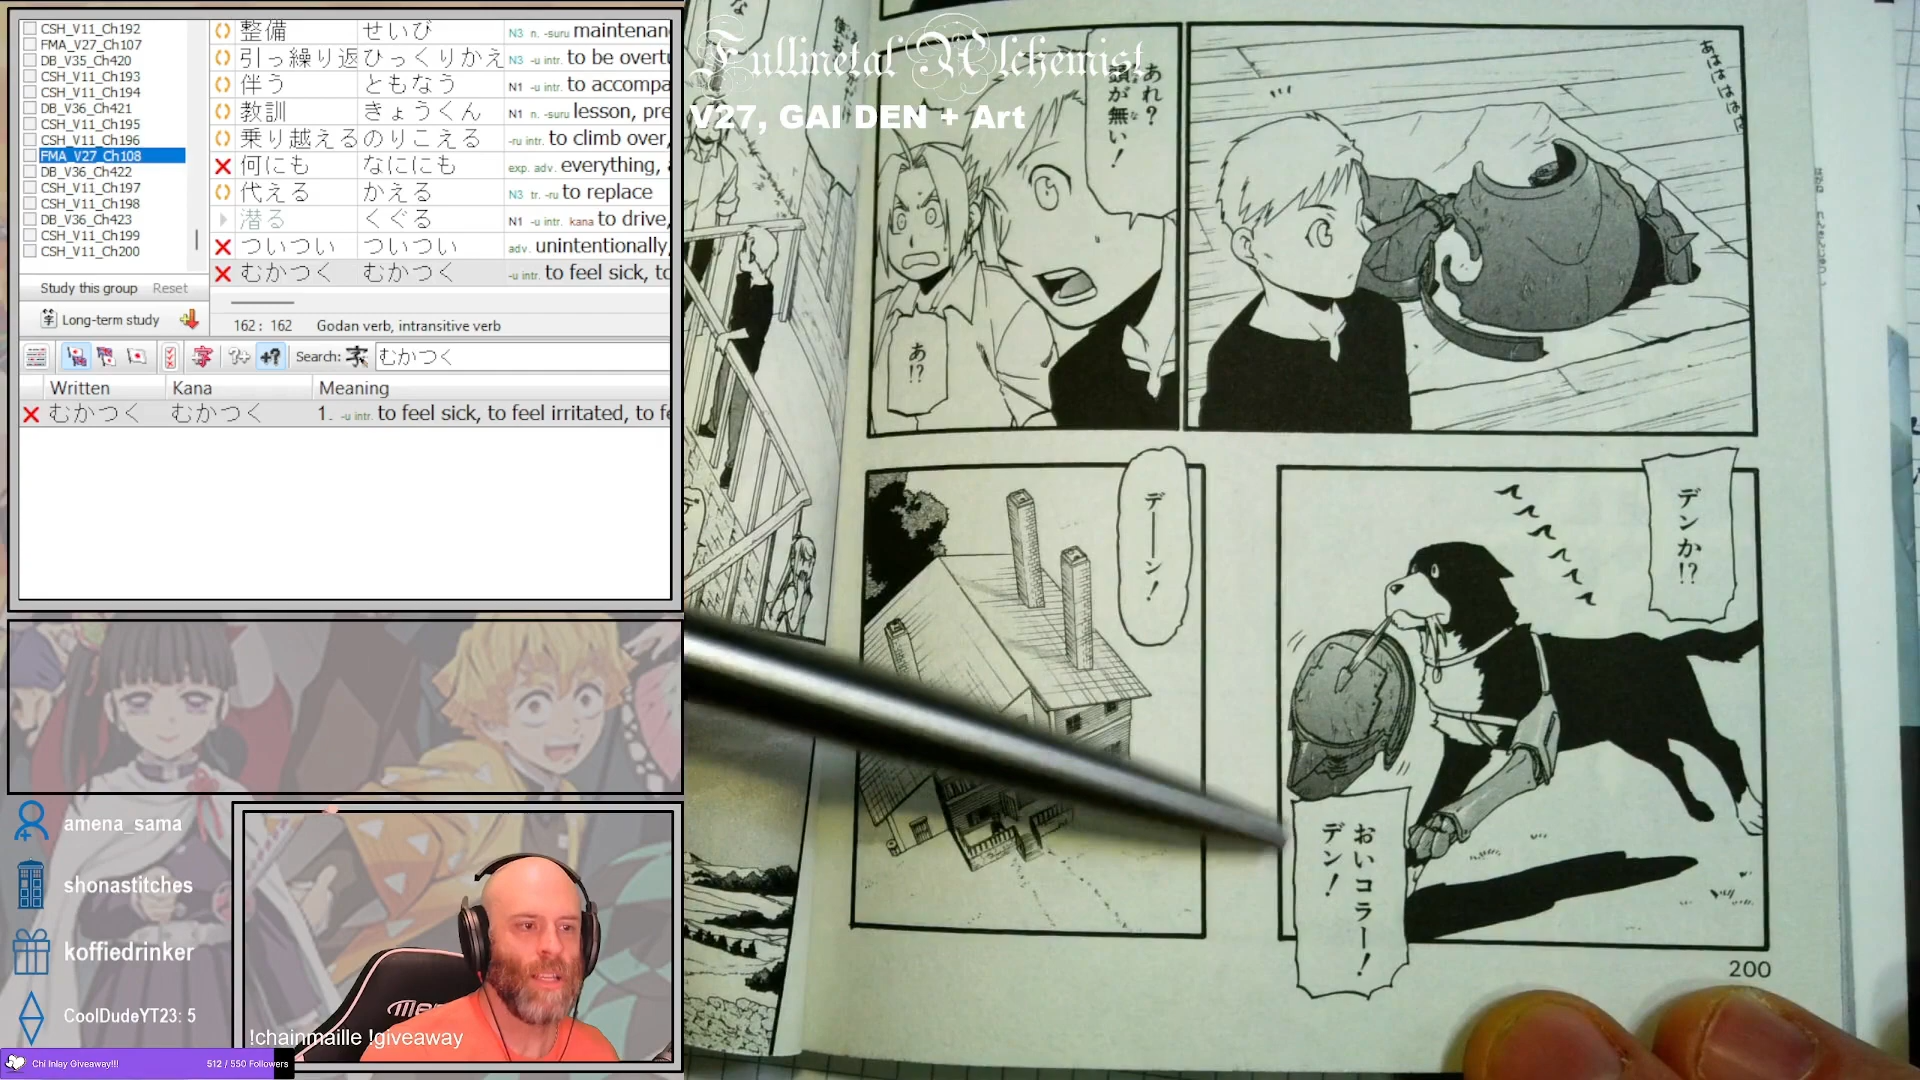 CSH_V11_Ch192
FMA_V27_Ch107
DB_V35_Ch420
CSH_V11_Ch193
CSH_V11_Ch194
DB_V36_Ch421
CSH_V11_Ch195
CSH_V11_Ch196
FMA_V27_Ch108
DB_V36_Ch422
CSH_V11_Ch197
CSH_V11_Ch198
DB_V36_Ch423
CSH_V11_Ch199
CSH_V11_Ch200
Study this group Reset
Long-term study
整備 せいび N3 n. -suru maintenan
引っ繰り返 ひっくりかえ N3 -u intr. to be overtu
伴う ともなう N1 -u intr. to accompa
教訓 きょうくん N1 n. -suru lesson, pre
乗り越える のりこえる -ru intr. to climb over,
何にも なににも exp. adv. everything,
代える かえる N3 tr. -ru to replace
潜る くぐる N1 -u intr. kana to drive,
ついつい ついつい adv. unintentionally,
むかつく むかつく -u intr. to feel sick, to
162: 162 Godan verb, intransitive verb
Search: むかつく
Written Kana Meaning
むかつく むかつく 1. -u intr. to feel sick, to feel irritated, to fe
Fullmetal Alchemist
V27, GAI DEN + Art
あはははは
あれ?
頭が無い!
な
あ!?
デンか!?
おいコラー!
デン!
デーーン!
200
amena_sama
shonastitches
koffiedrinker
CoolDudeYT23: 5
!chainmaille !giveaway
Chi Inlay Giveaway!!! 512 / 550 Followers